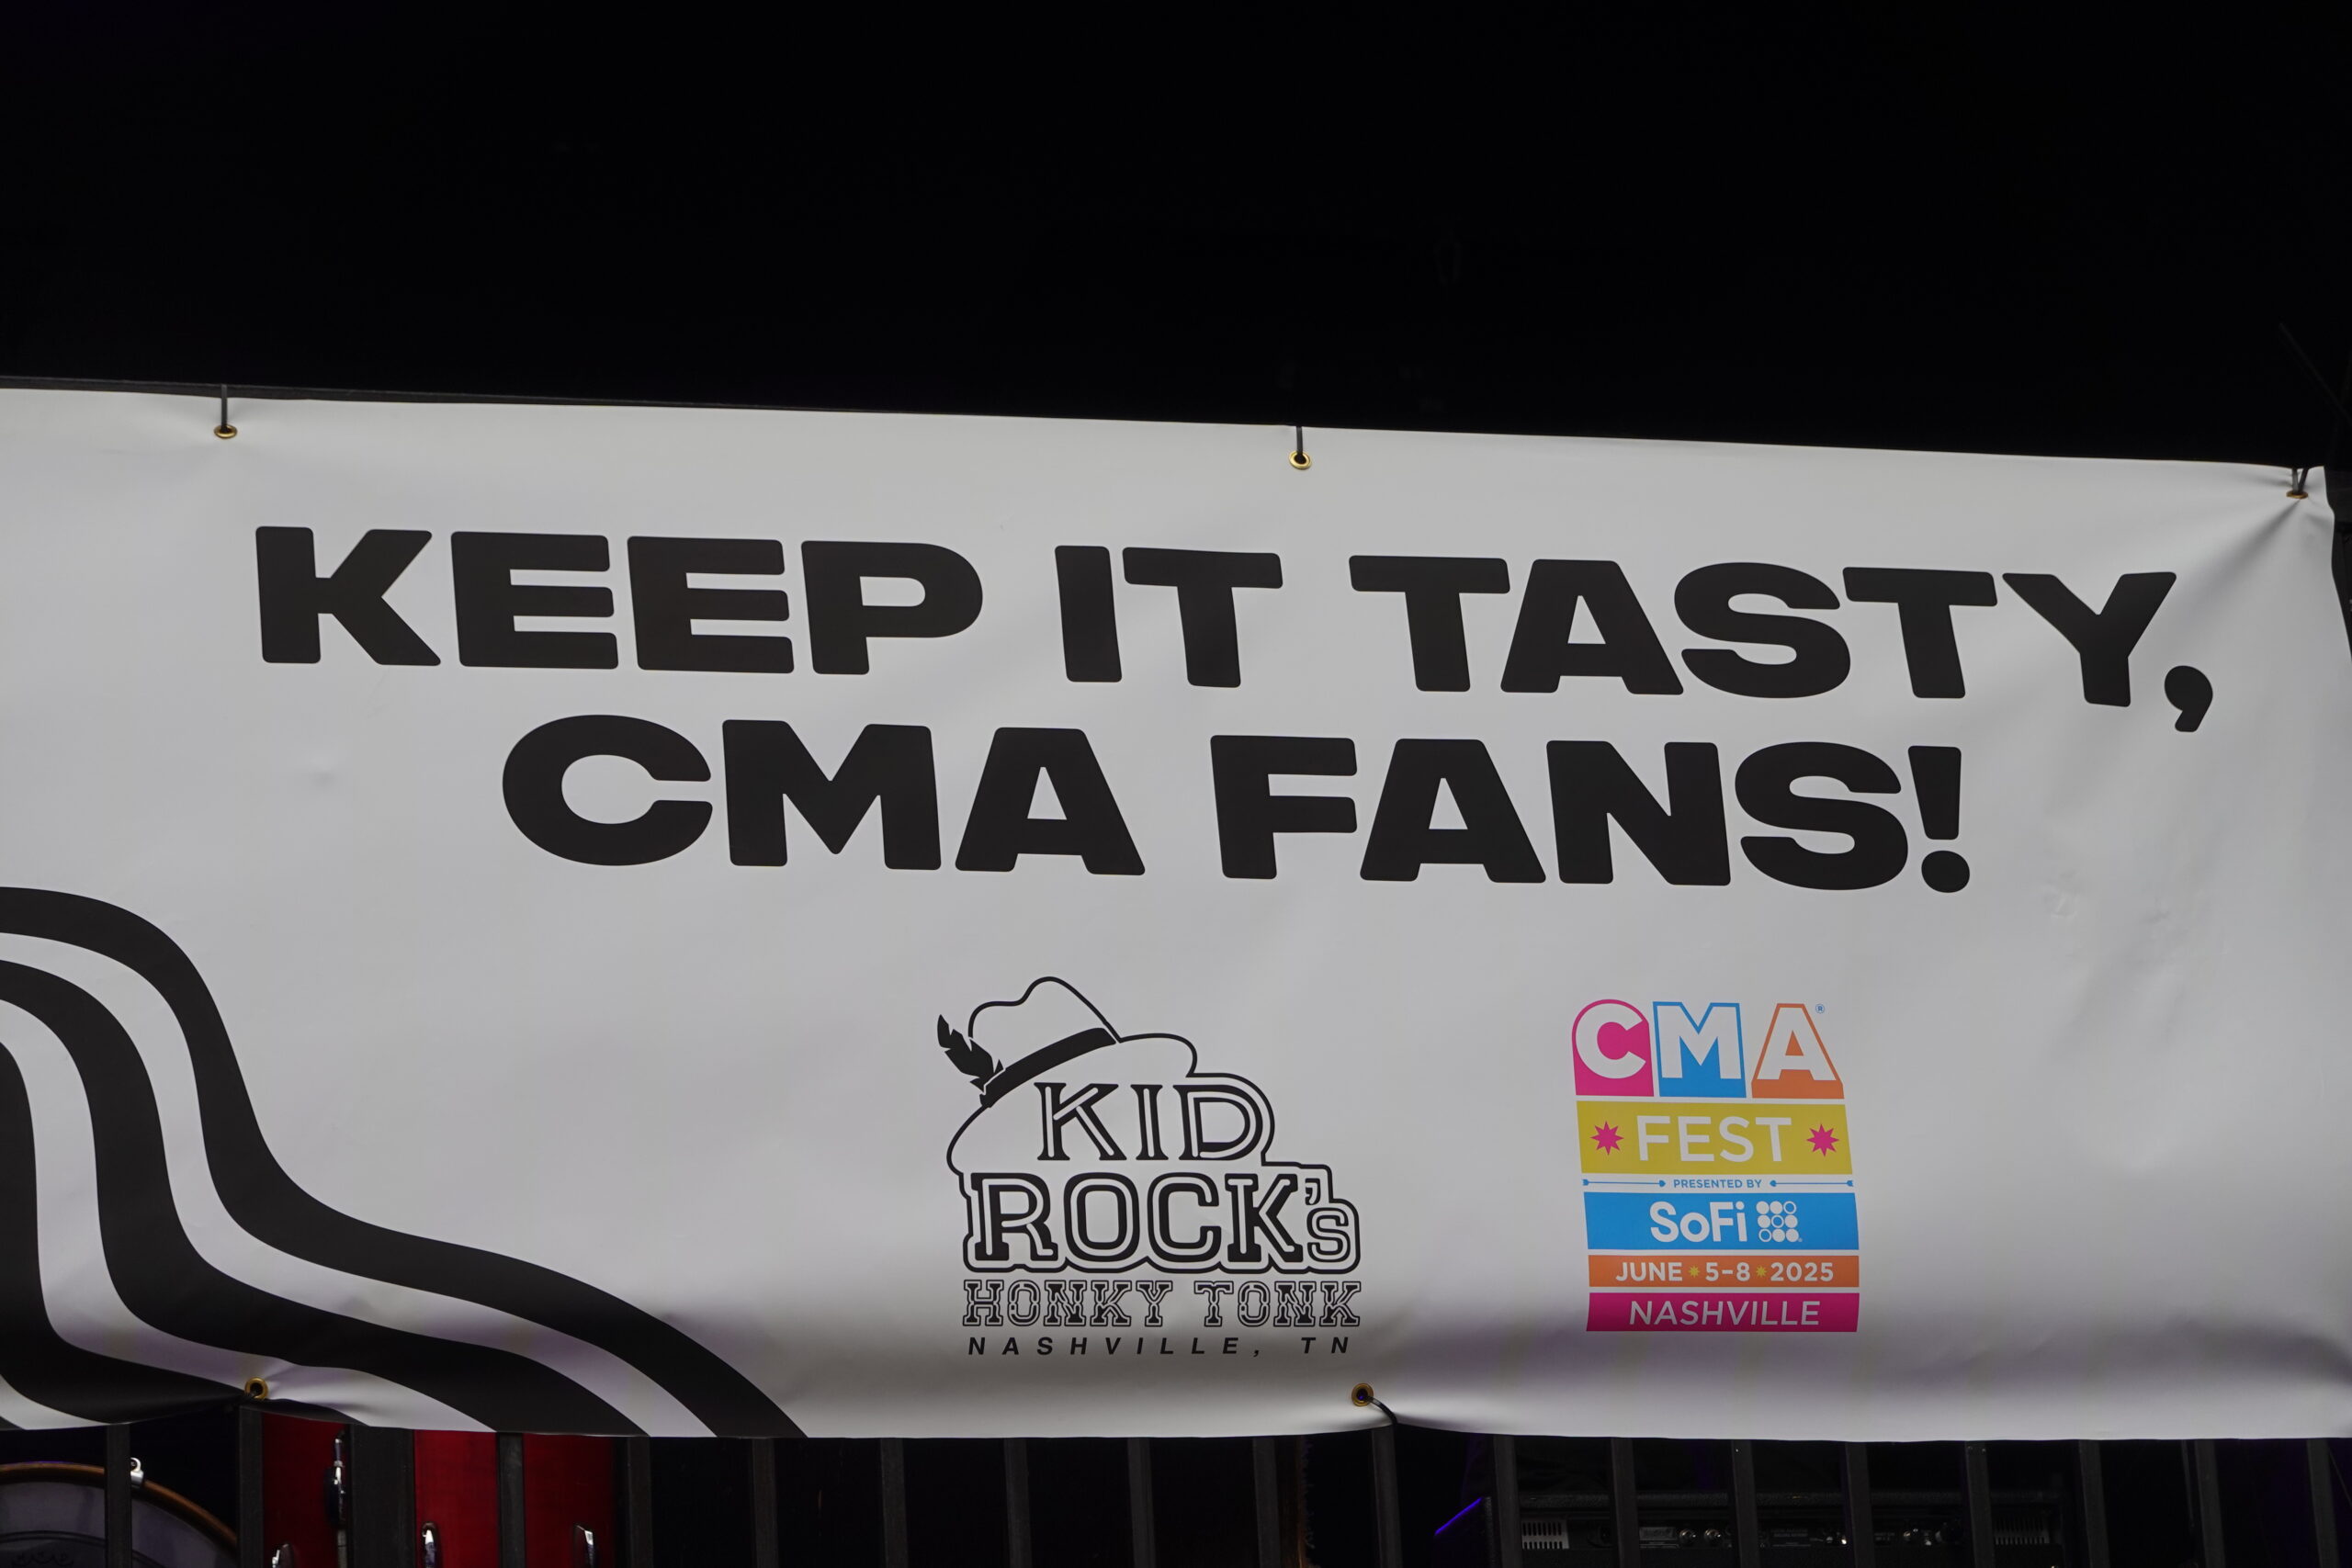 KEEP IT TASTY,
CMA FANS!
KID
ROCK's
HONKY TONK
NASHVILLE, TN
CMA®
FEST
PRESENTED BY
SoFi
JUNE 5-8 2025
NASHVILLE